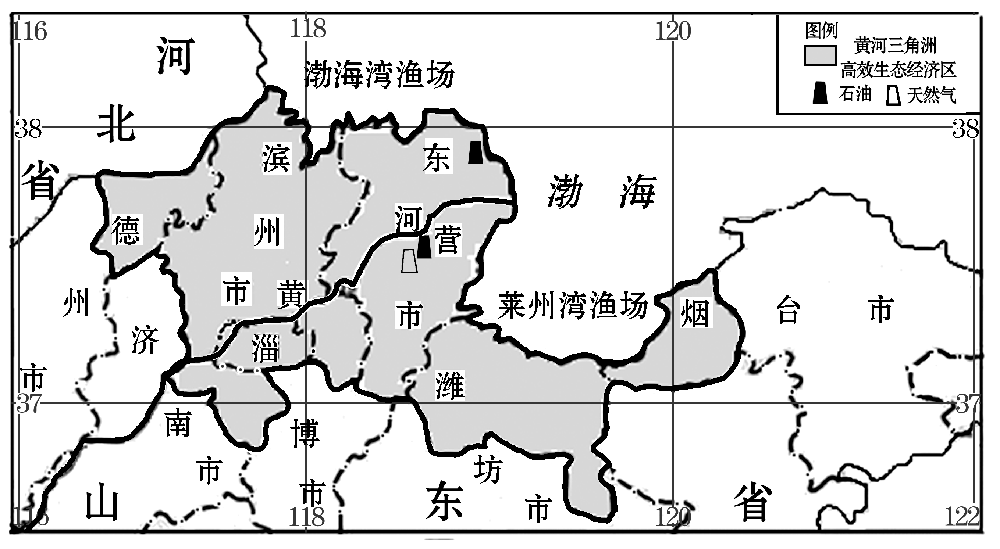 116
118
120
图例
黄河三角洲
高效生态经济区
石油
天然气
河
北
省
渤海湾渔场
38
38
滨
州
市
东
营
市
渤海
德
州
市
黄
河
莱州湾渔场
烟
台
市
济
南
市
淄
博
市
潍
坊
市
37
37
山
东
省
118
120
122